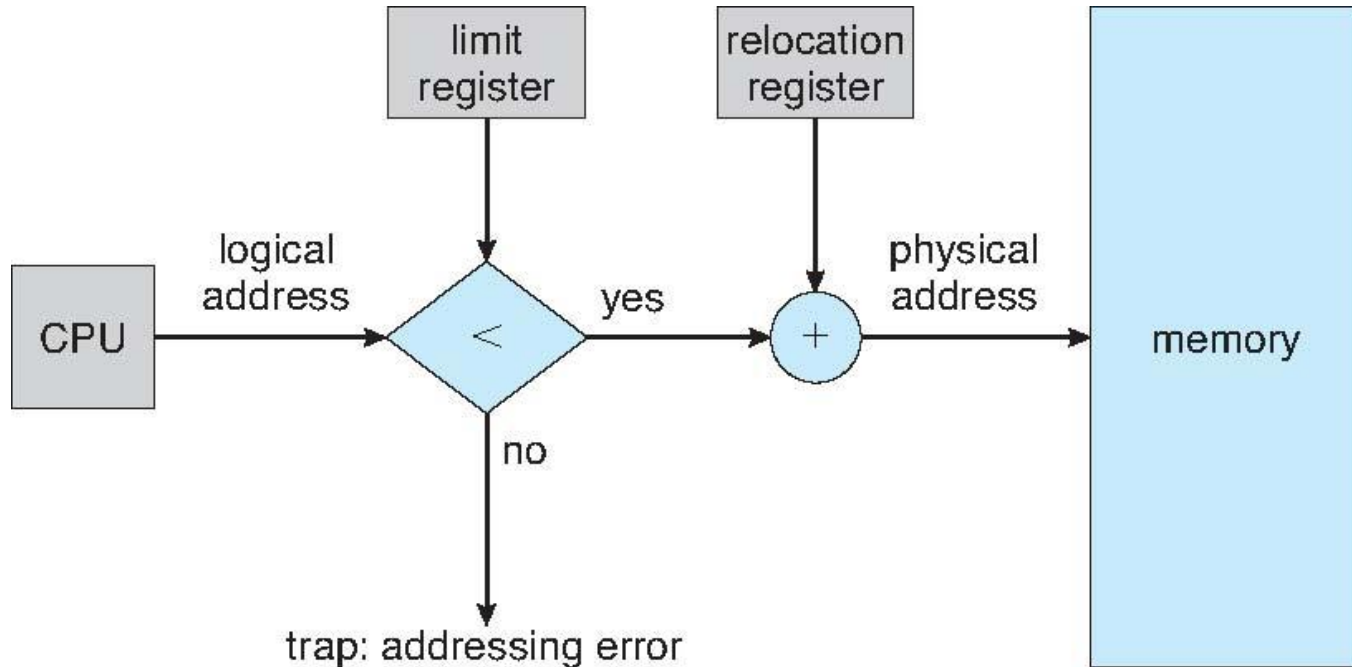 limit
register
relocation
register
logical
address
physical
address
CPU
<
yes
+
memory
no
trap: addressing error